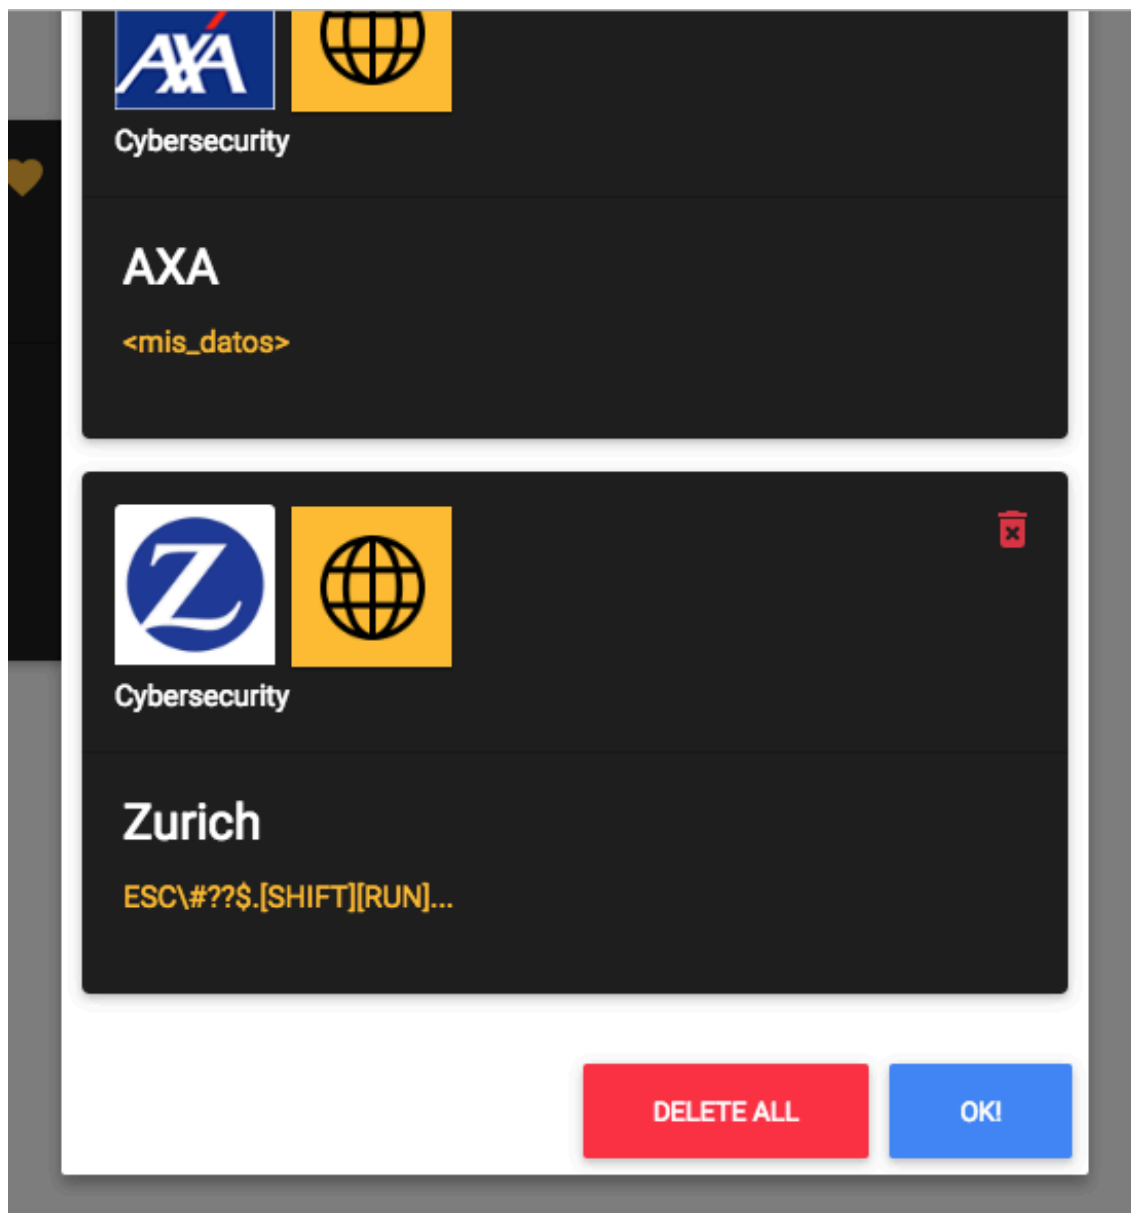 AXA
Cybersecurity
AXA
<mis_datos>
Z
Cybersecurity
Zurich
ESC\#??$.[SHIFT][RUN]...
DELETE ALL
OK!